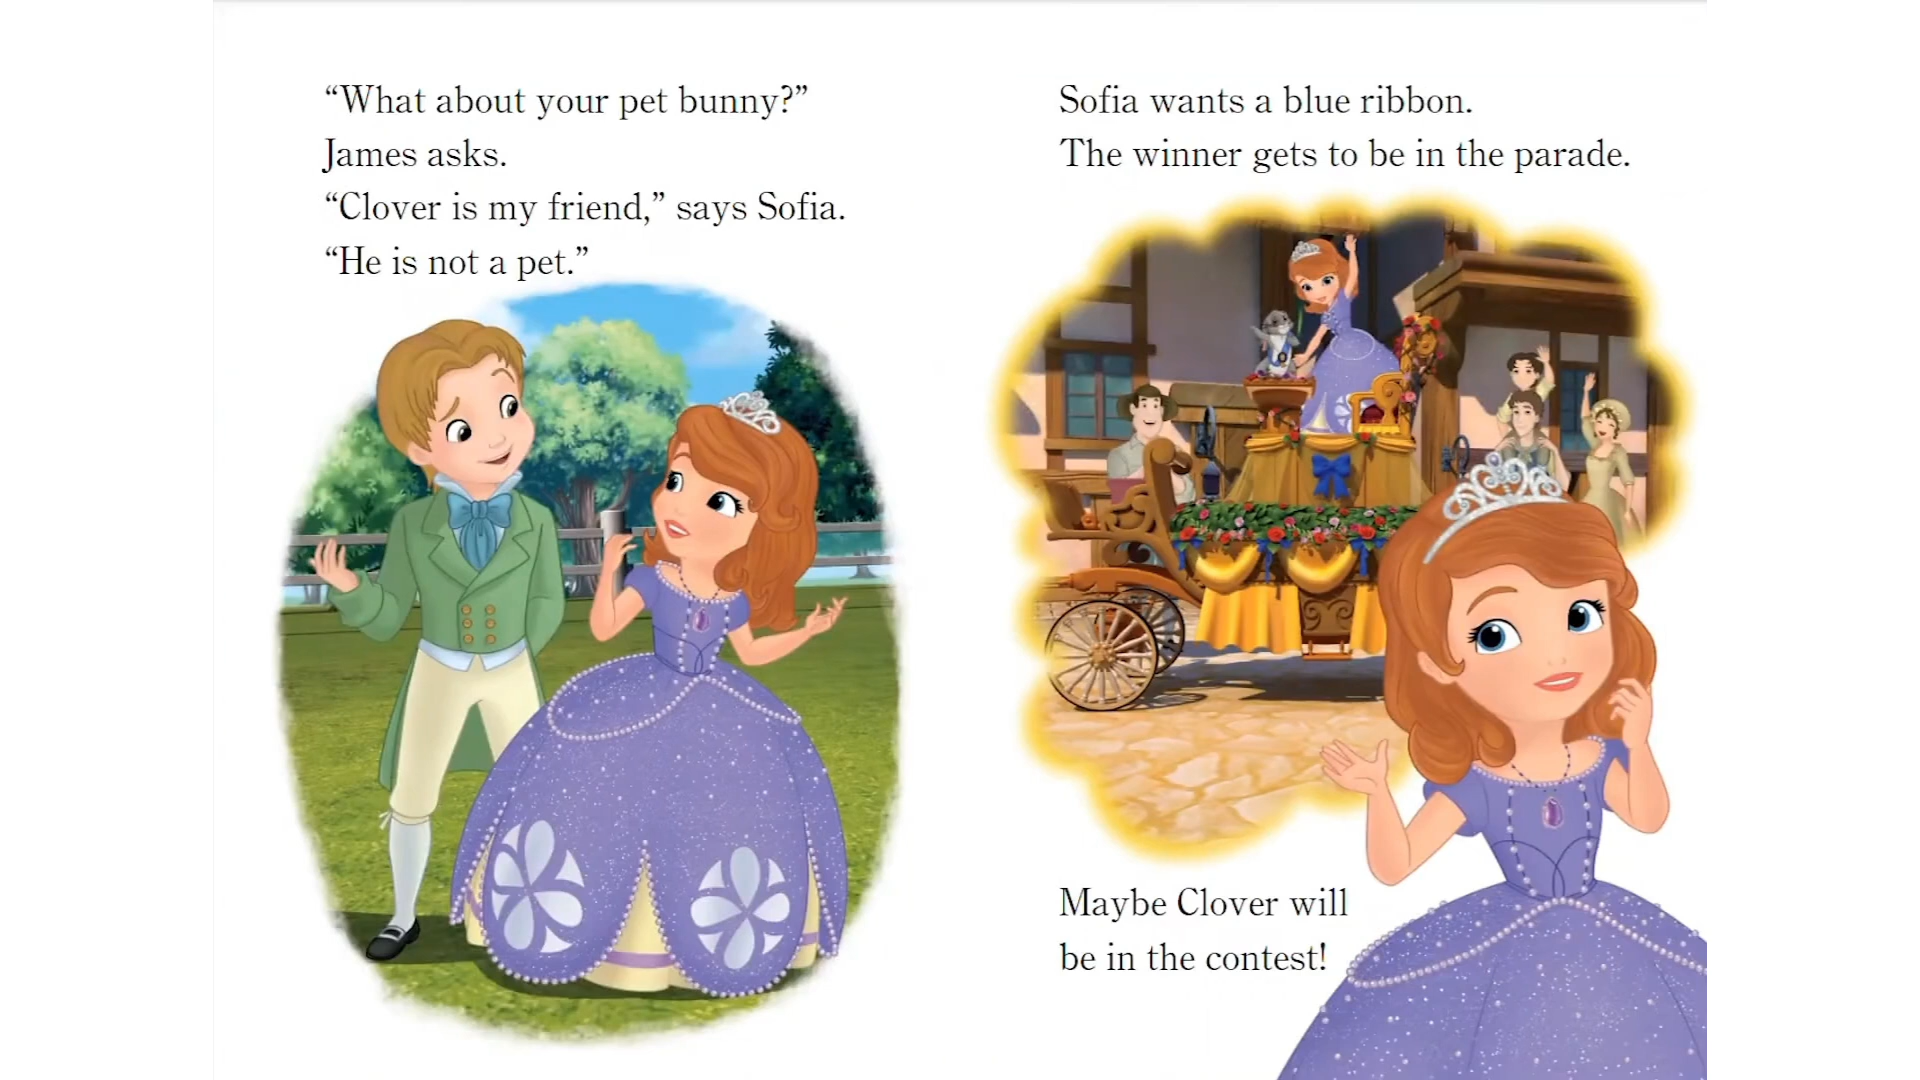 “What about your pet bunny?”
James asks.
“Clover is my friend,” says Sofia.
“He is not a pet.”
Sofia wants a blue ribbon.
The winner gets to be in the parade.
Maybe Clover will
be in the contest!